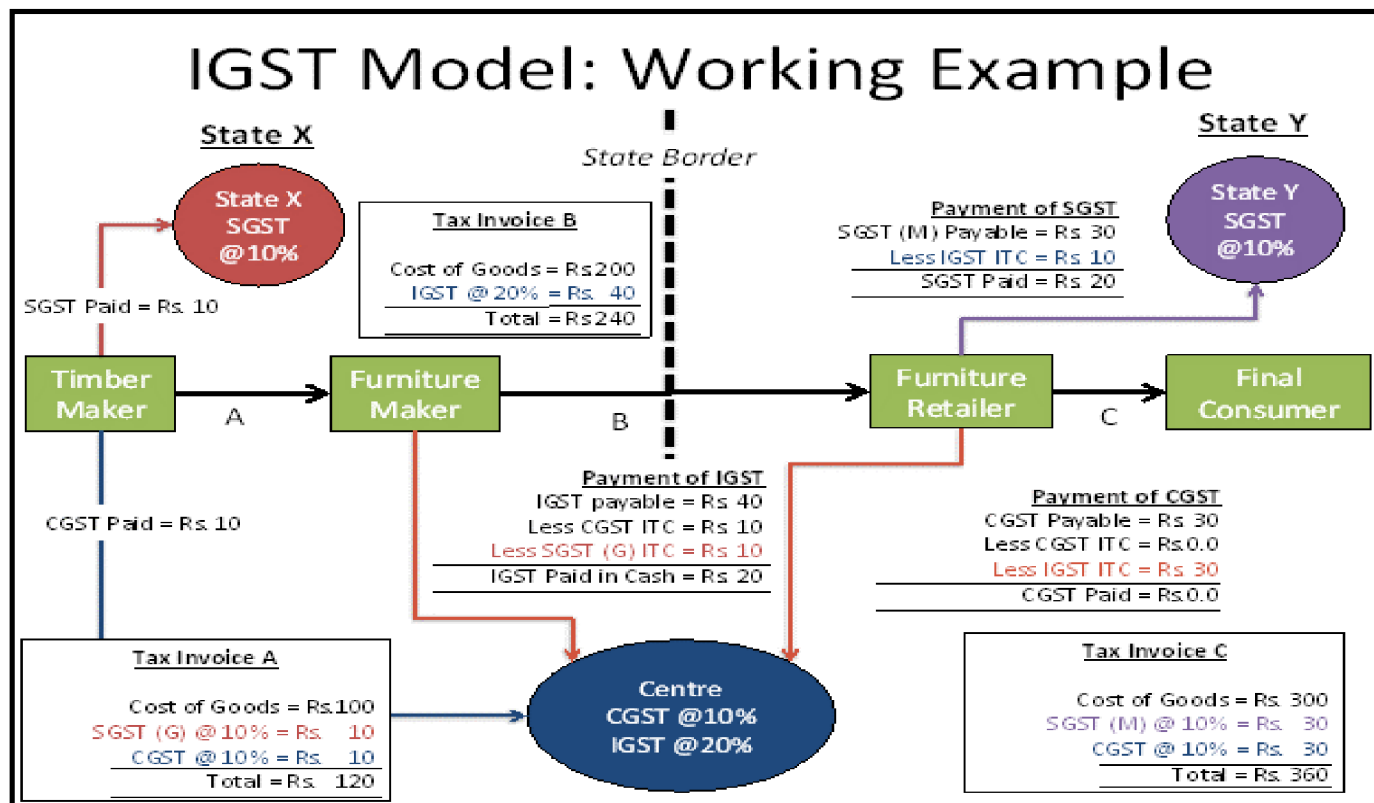 IGST Model: Working Example
State X
State Border
State Y
State X
SGST
@10%
Tax Invoice B
Cost of Goods = Rs.200
IGST @ 20% = Rs. 40
Total = Rs 240
Payment of SGST
SGST (M) Payable = Rs. 30
Less IGST ITC = Rs. 10
SGST Paid = Rs. 20
State Y
SGST
@10%
SGST Paid = Rs. 10
Timber
Maker
A
Furniture
Maker
B
Furniture
Retailer
C
Final
Consumer
CGST Paid = Rs. 10
Payment of IGST
IGST payable = Rs. 40
Less CGST ITC = Rs. 10
Less SGST (G) ITC = Rs. 10
IGST Paid in Cash = Rs. 20
Payment of CGST
CGST Payable = Rs. 30
Less CGST ITC = Rs.0.0
Less IGST ITC = Rs. 30
CGST Paid = Rs.0.0
Tax Invoice A
Cost of Goods = Rs.100
SGST (G) @ 10% = Rs. 10
CGST @ 10% = Rs. 10
Total = Rs. 120
Centre
CGST @10%
IGST @20%
Tax Invoice C
Cost of Goods = Rs. 300
SGST (M) @ 10% = Rs. 30
CGST @ 10% = Rs. 30
Total = Rs. 360